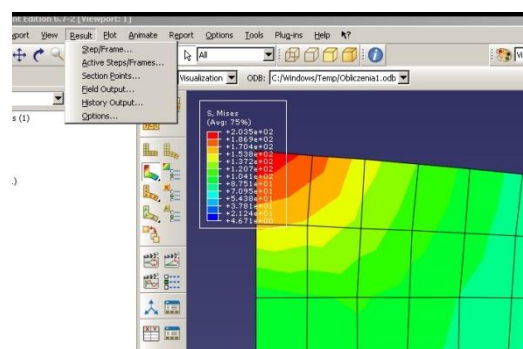 nt Edition 6.7-2 [Viewport: 1]
port View Result Plot Animate Report Options Tools Plug-ins Help
Step/Frame...
Active Steps/Frames...
Section Points...
Field Output...
History Output...
Options...
All
Visualization ODB: C:/Windows/Temp/Obliczenia1.odb
s (1)
S, Mises
(Avg: 75%)
+2.035e+02
+1.869e+02
+1.704e+02
+1.538e+02
+1.372e+02
+1.207e+02
+1.041e+02
+8.751e+01
+7.095e+01
+5.438e+01
+3.781e+01
+2.124e+01
+4.671e+00